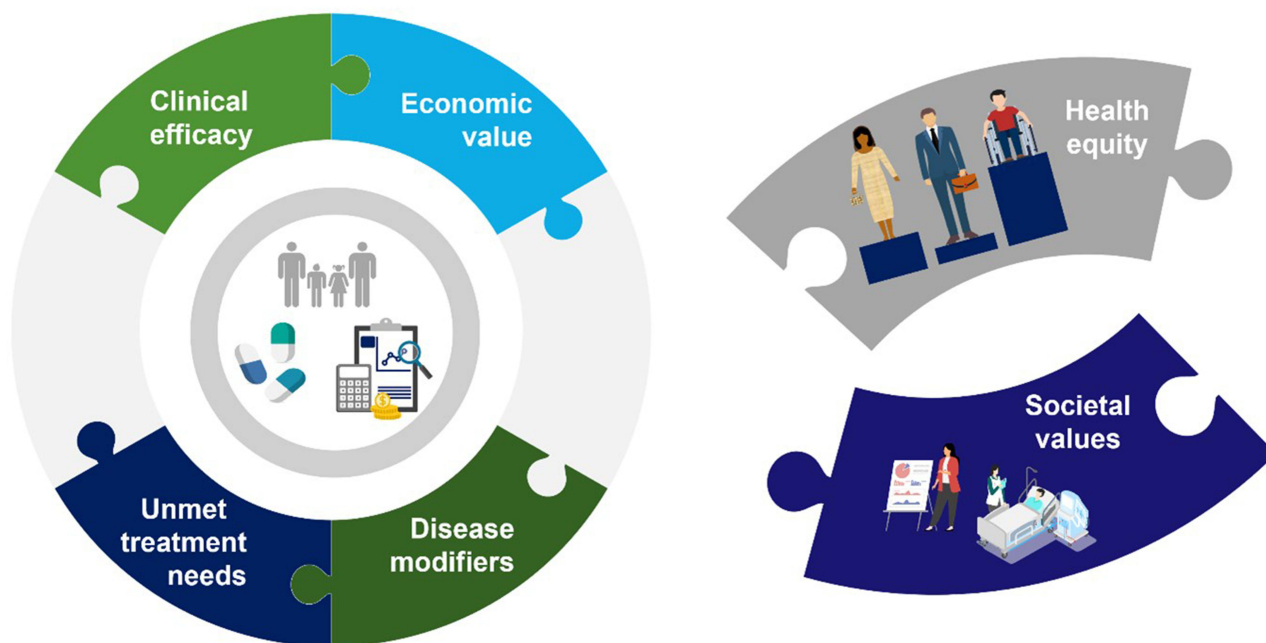 Clinical
efficacy
Economic
value
Unmet
treatment
needs
Disease
modifiers
Health
equity
Societal
values